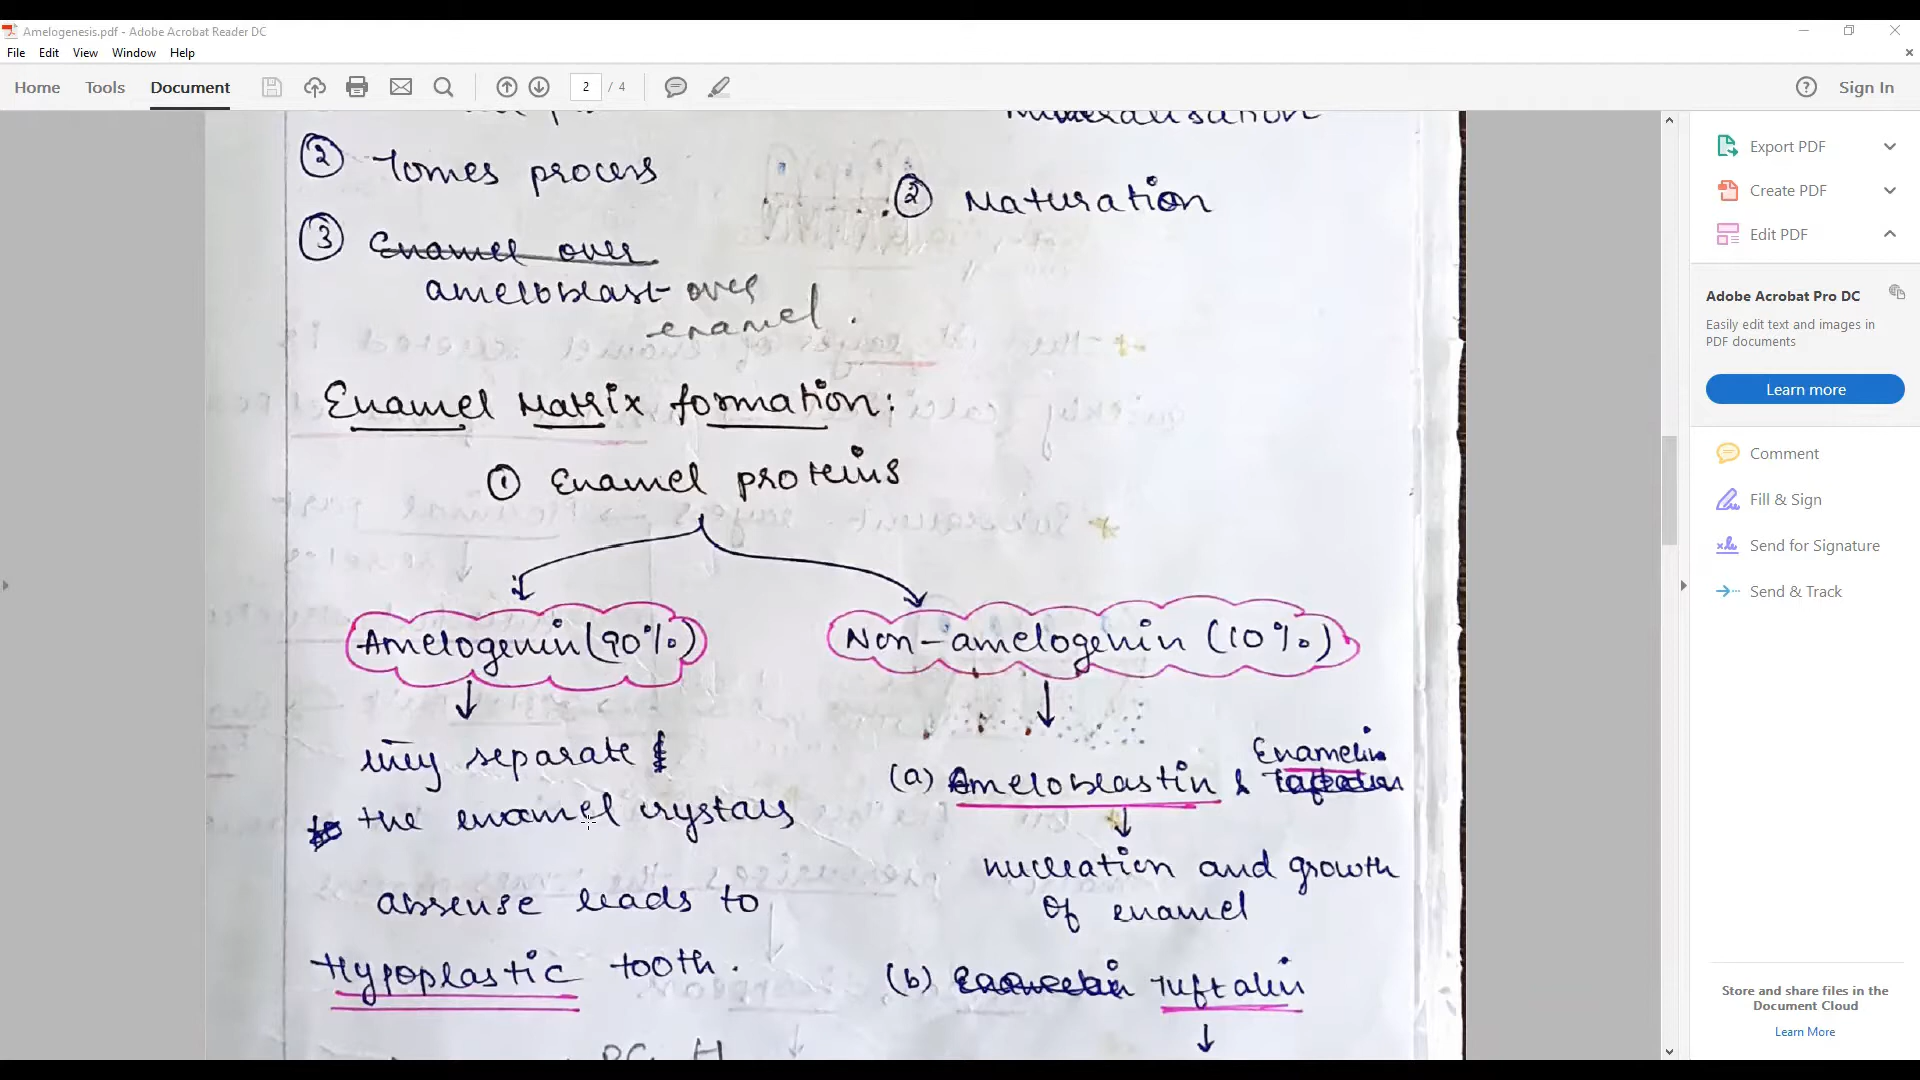 Amelogenesis.pdf - Adobe Acrobat Reader DC
File Edit View Window Help
Home Tools Document 2 / 4 Sign In
Mineralisation
② Tomes process
② Maturation
③ Enamel over
ameloblast over
enamel.
Enamel Matrix formation:
① Enamel proteins
Amelogenin (90%)
Non-amelogenin (10%)
they separate
the enamel crystals
absense leads to
Hypoplastic tooth.
Enamelin
(a) Ameloblastin &
nucleation and growth
of enamel
(b) tuftalin
Export PDF
Create PDF
Edit PDF
Adobe Acrobat Pro DC
Easily edit text and images in
PDF documents
Learn more
Comment
Fill & Sign
Send for Signature
Send & Track
Store and share files in the
Document Cloud
Learn More